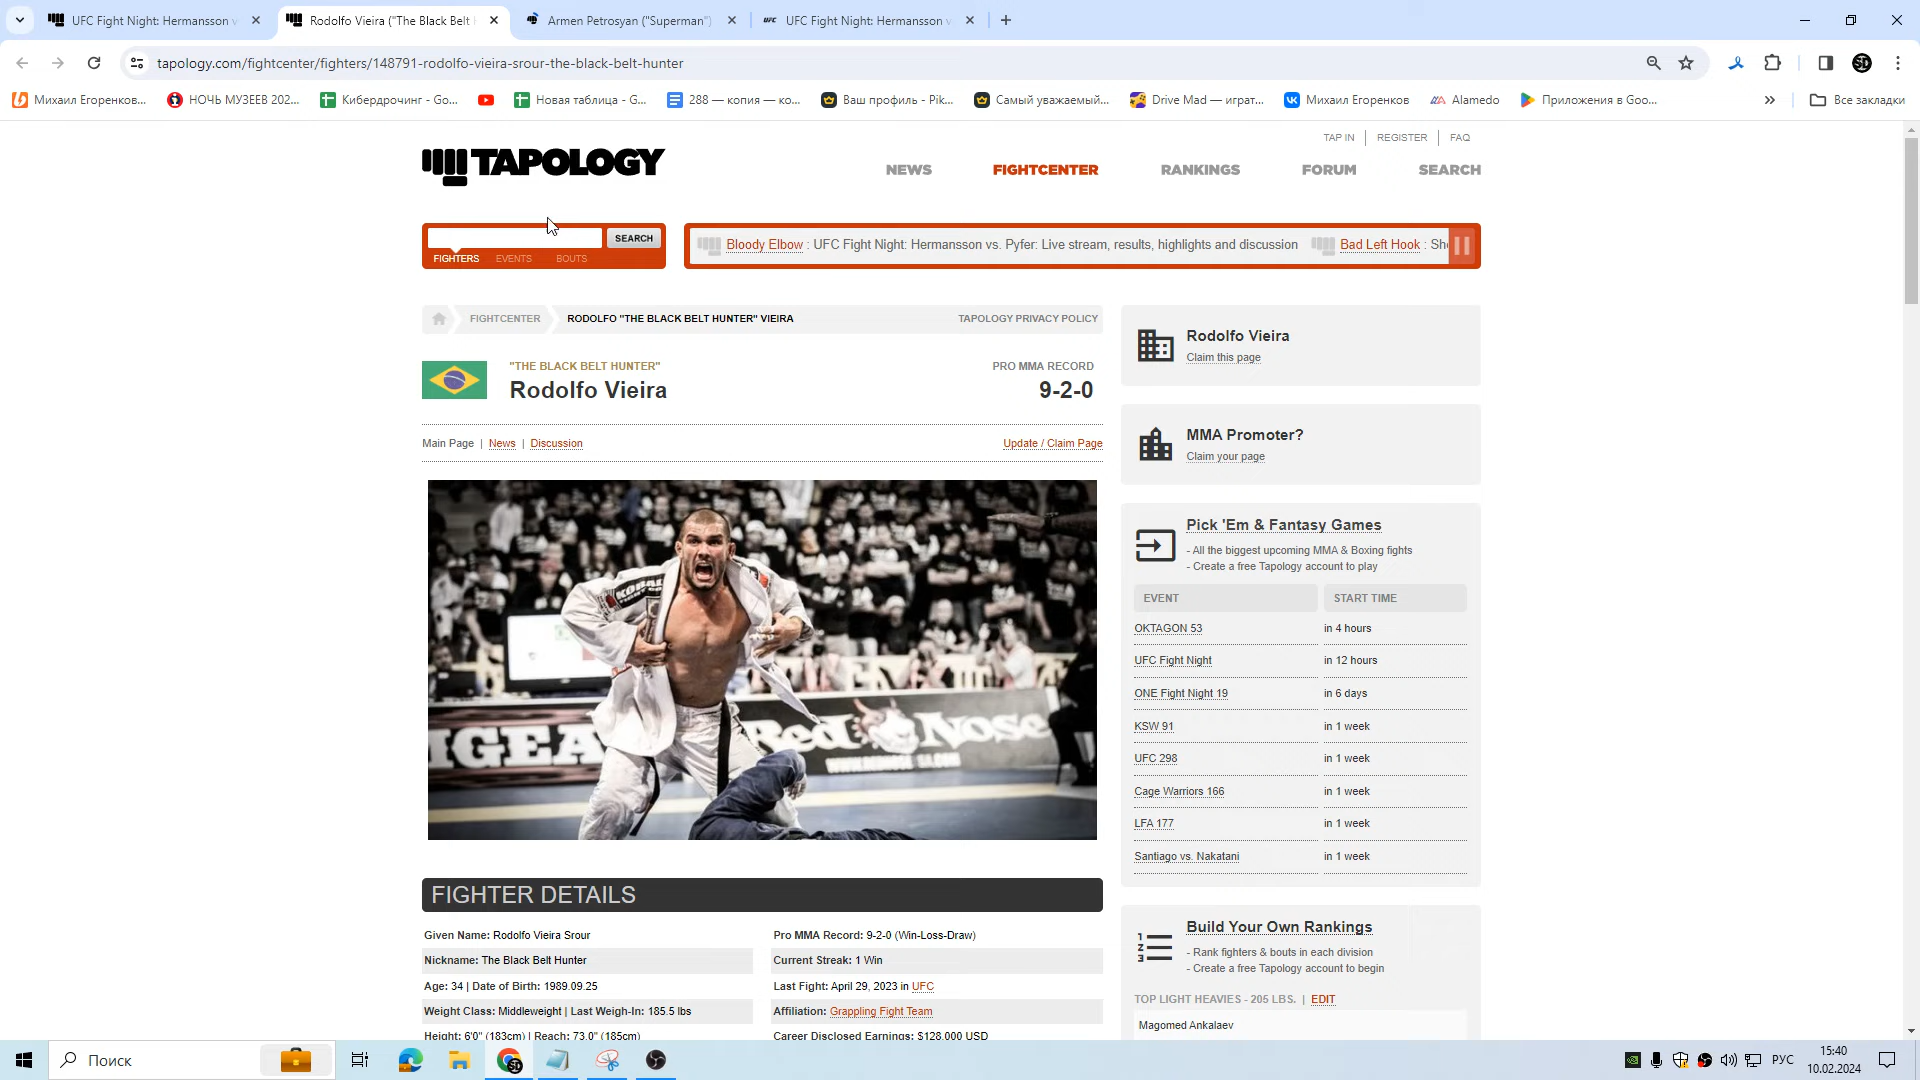 UFC Fight Night: Hermansson v
Rodolfo Vieira ("The Black Belt
Armen Petrosyan ("Superman")
UFC Fight Night: Hermansson v
tapology.com/fightcenter/fighters/148791-rodolfo-vieira-srour-the-black-belt-hunter
Михаил Егоренков...
НОЧЬ МУЗЕЕВ 202...
Кибердрочинг - Go...
Новая таблица - G...
288 — копия — ко...
Ваш профиль - Pik...
Самый уважаемый...
Drive Mad — играт...
Михаил Егоренков
Alamedo
Приложения в Goo...
Все закладки
TAP IN
REGISTER
FAQ
TAPOLOGY
NEWS
FIGHTCENTER
RANKINGS
FORUM
SEARCH
SEARCH
FIGHTERS
EVENTS
BOUTS
Bloody Elbow : UFC Fight Night: Hermansson vs. Pyfer: Live stream, results, highlights and discussion
Bad Left Hook : Sh
FIGHTCENTER
RODOLFO "THE BLACK BELT HUNTER" VIEIRA
TAPOLOGY PRIVACY POLICY
"THE BLACK BELT HUNTER"
Rodolfo Vieira
PRO MMA RECORD
9-2-0
Main Page | News | Discussion
Update / Claim Page
IGEA
Red Nose
FIGHTER DETAILS
Given Name: Rodolfo Vieira Srour
Pro MMA Record: 9-2-0 (Win-Loss-Draw)
Nickname: The Black Belt Hunter
Current Streak: 1 Win
Age: 34 | Date of Birth: 1989.09.25
Last Fight: April 29, 2023 in UFC
Weight Class: Middleweight | Last Weigh-In: 185.5 lbs
Affiliation: Grappling Fight Team
Height: 6'0" (183cm) | Reach: 73.0" (185cm)
Career Disclosed Earnings: $128,000 USD
Rodolfo Vieira
Claim this page
MMA Promoter?
Claim your page
Pick 'Em & Fantasy Games
- All the biggest upcoming MMA & Boxing fights
- Create a free Tapology account to play
EVENT
START TIME
OKTAGON 53
in 4 hours
UFC Fight Night
in 12 hours
ONE Fight Night 19
in 6 days
KSW 91
in 1 week
UFC 298
in 1 week
Cage Warriors 166
in 1 week
LFA 177
in 1 week
Santiago vs. Nakatani
in 1 week
Build Your Own Rankings
- Rank fighters & bouts in each division
- Create a free Tapology account to begin
TOP LIGHT HEAVIES - 205 LBS. | EDIT
Magomed Ankalaev
Поиск
РУС
15:40
10.02.2024